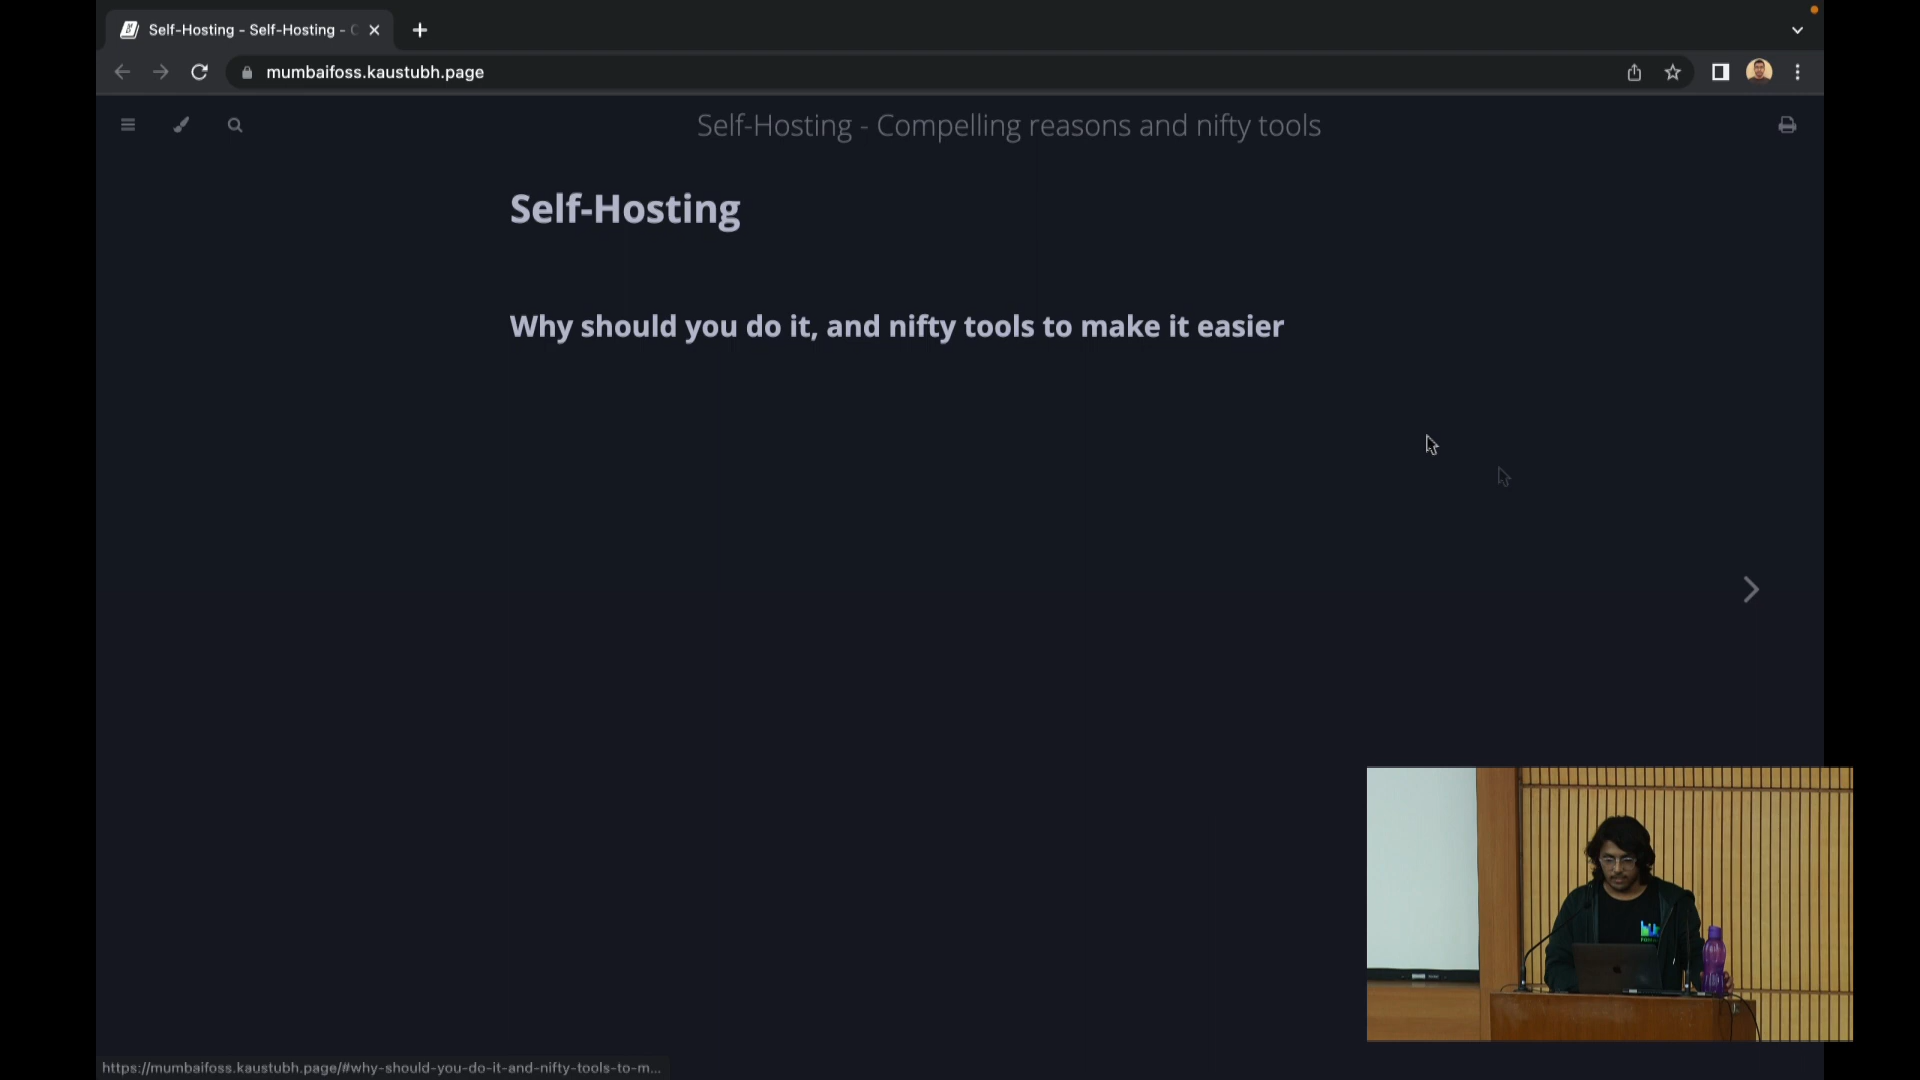 Self-Hosting - Self-Hosting -
mumbaifoss.kaustubh.page
Self-Hosting - Compelling reasons and nifty tools
Self-Hosting
Why should you do it, and nifty tools to make it easier
https://mumbaifoss.kaustubh.page/#why-should-you-do-it-and-nifty-tools-to-m...